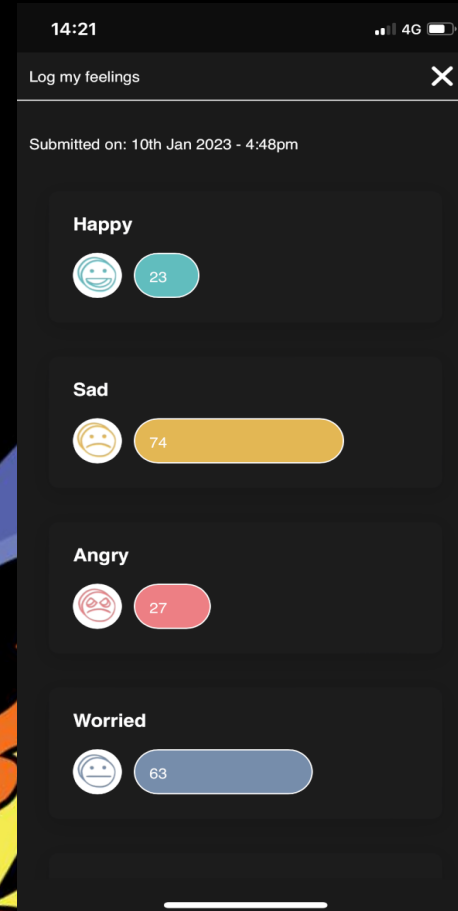 14:21
4G
Log my feelings
Submitted on: 10th Jan 2023 - 4:48pm
Happy
23
Sad
74
Angry
27
Worried
63